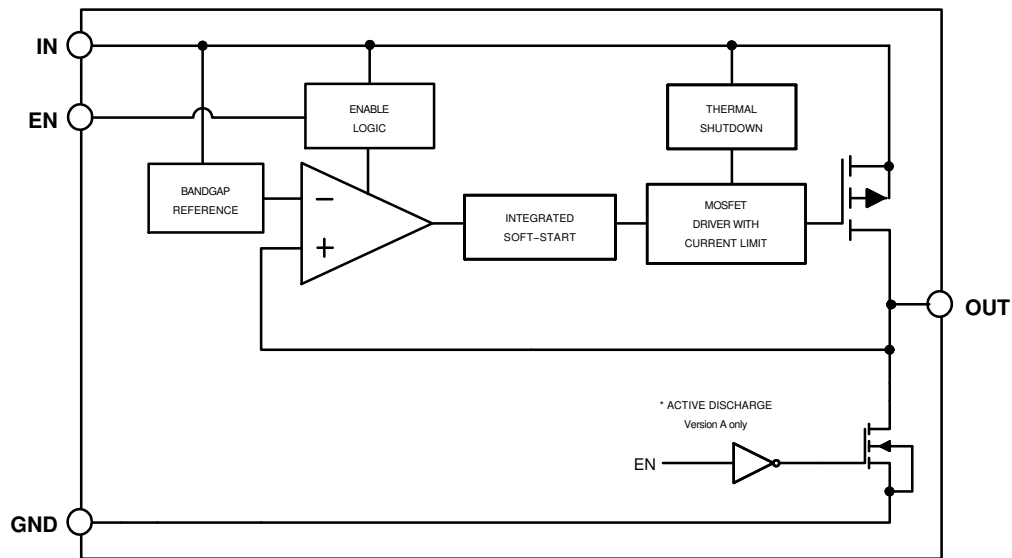 IN
EN
ENABLE
LOGIC
THERMAL
SHUTDOWN
BANDGAP
REFERENCE
−
+
INTEGRATED
SOFT−START
MOSFET
DRIVER WITH
CURRENT LIMIT
OUT
* ACTIVE DISCHARGE
Version A only
EN
GND